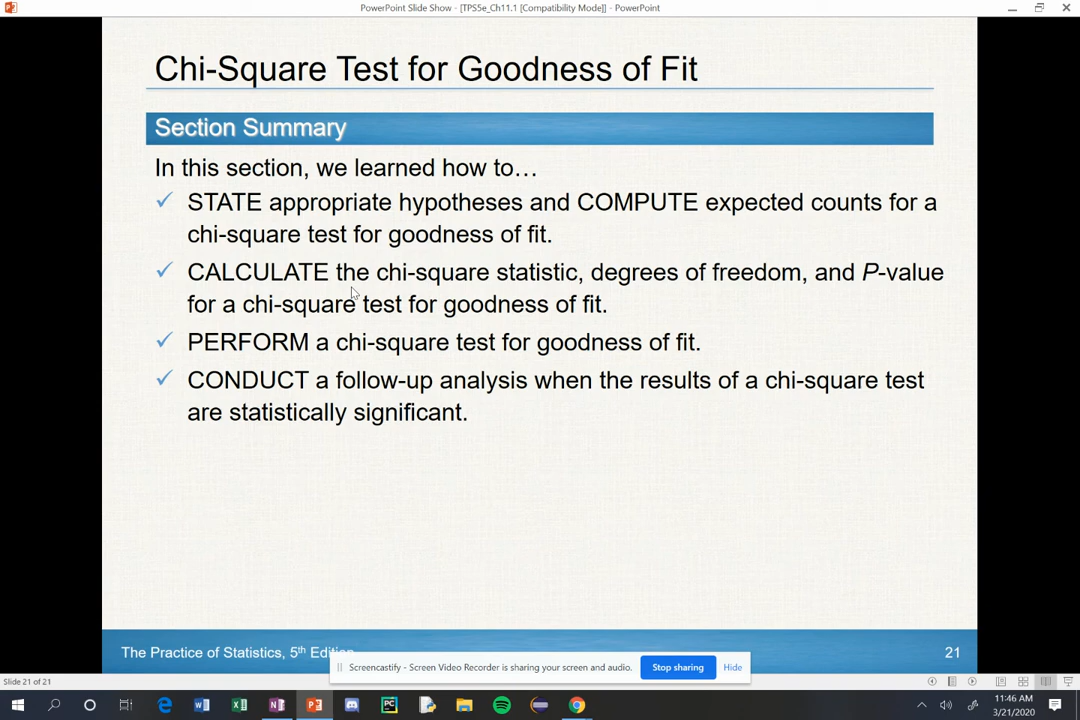 PowerPoint Slide Show - [TPS5e_Ch11.1 [Compatibility Mode]] - PowerPoint
Chi-Square Test for Goodness of Fit
Section Summary
In this section, we learned how to…
✓ STATE appropriate hypotheses and COMPUTE expected counts for a
chi-square test for goodness of fit.
✓ CALCULATE the chi-square statistic, degrees of freedom, and P-value
for a chi-square test for goodness of fit.
✓ PERFORM a chi-square test for goodness of fit.
✓ CONDUCT a follow-up analysis when the results of a chi-square test
are statistically significant.
The Practice of Statistics, 5th Edition
21
Screencastify - Screen Video Recorder is sharing your screen and audio.
Stop sharing
Hide
Slide 21 of 21
11:46 AM
3/21/2020